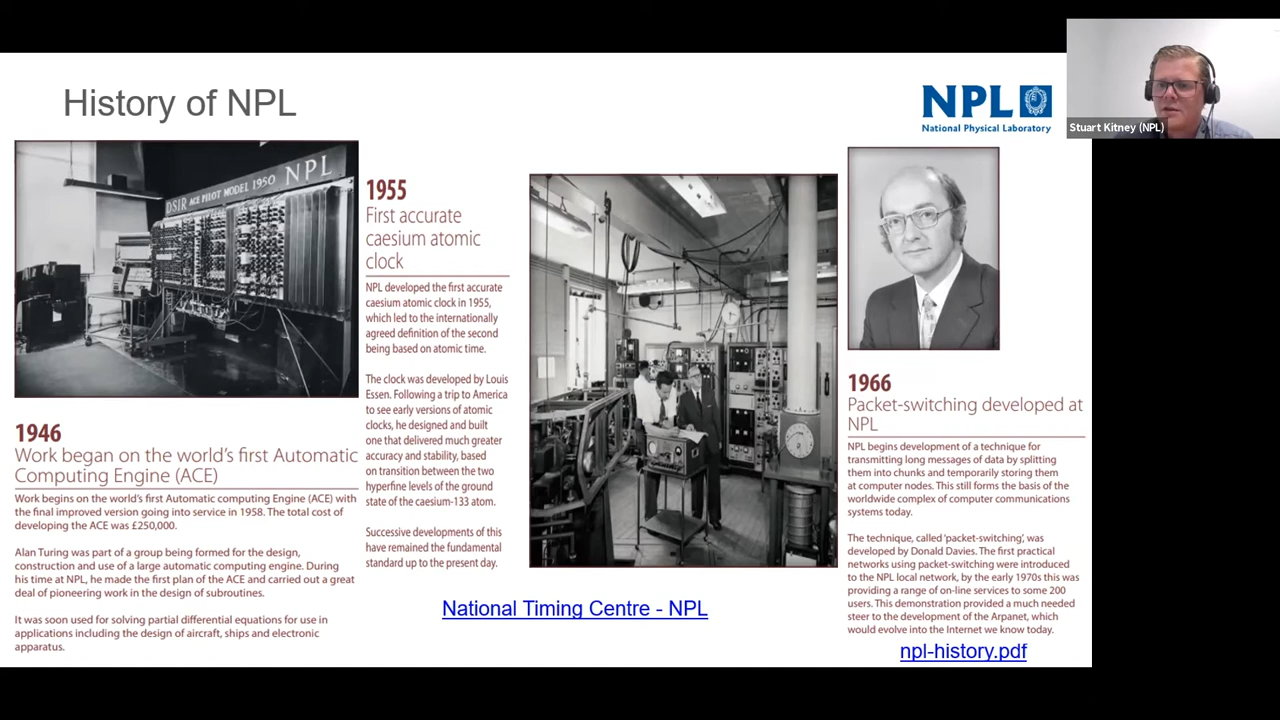 History of NPL
NPL
National Physical Laboratory
Stuart Kitney (NPL)
DSIR ACE PILOT MODEL 1950 NPL
1946
Work began on the world's first Automatic
Computing Engine (ACE)
Work begins on the world's first Automatic computing Engine (ACE) with
the final improved version going into service in 1958. The total cost of
developing the ACE was £250,000.
Alan Turing was part of a group being formed for the design,
construction and use of a large automatic computing engine. During
his time at NPL, he made the first plan of the ACE and carried out a great
deal of pioneering work in the design of subroutines.
It was soon used for solving partial differential equations for use in
applications including the design of aircraft, ships and electronic
apparatus.
1955
First accurate
caesium atomic
clock
NPL developed the first accurate
caesium atomic clock in 1955,
which led to the internationally
agreed definition of the second
being based on atomic time.
The clock was developed by Louis
Essen. Following a trip to America
to see early versions of atomic
clocks, he designed and built
one that delivered much greater
accuracy and stability, based
on transition between the two
hyperfine levels of the ground
state of the caesium-133 atom.
Successive developments of this
have remained the fundamental
standard up to the present day.
National Timing Centre - NPL
1966
Packet-switching developed at
NPL
NPL begins development of a technique for
transmitting long messages of data by splitting
them into chunks and temporarily storing them
at computer nodes. This still forms the basis of the
worldwide complex of computer communications
systems today.
The technique, called 'packet-switching', was
developed by Donald Davies. The first practical
networks using packet-switching were introduced
to the NPL local network, by the early 1970s this was
providing a range of on-line services to some 200
users. This demonstration provided a much needed
steer to the development of the Arpanet, which
would evolve into the Internet we know today.
npl-history.pdf